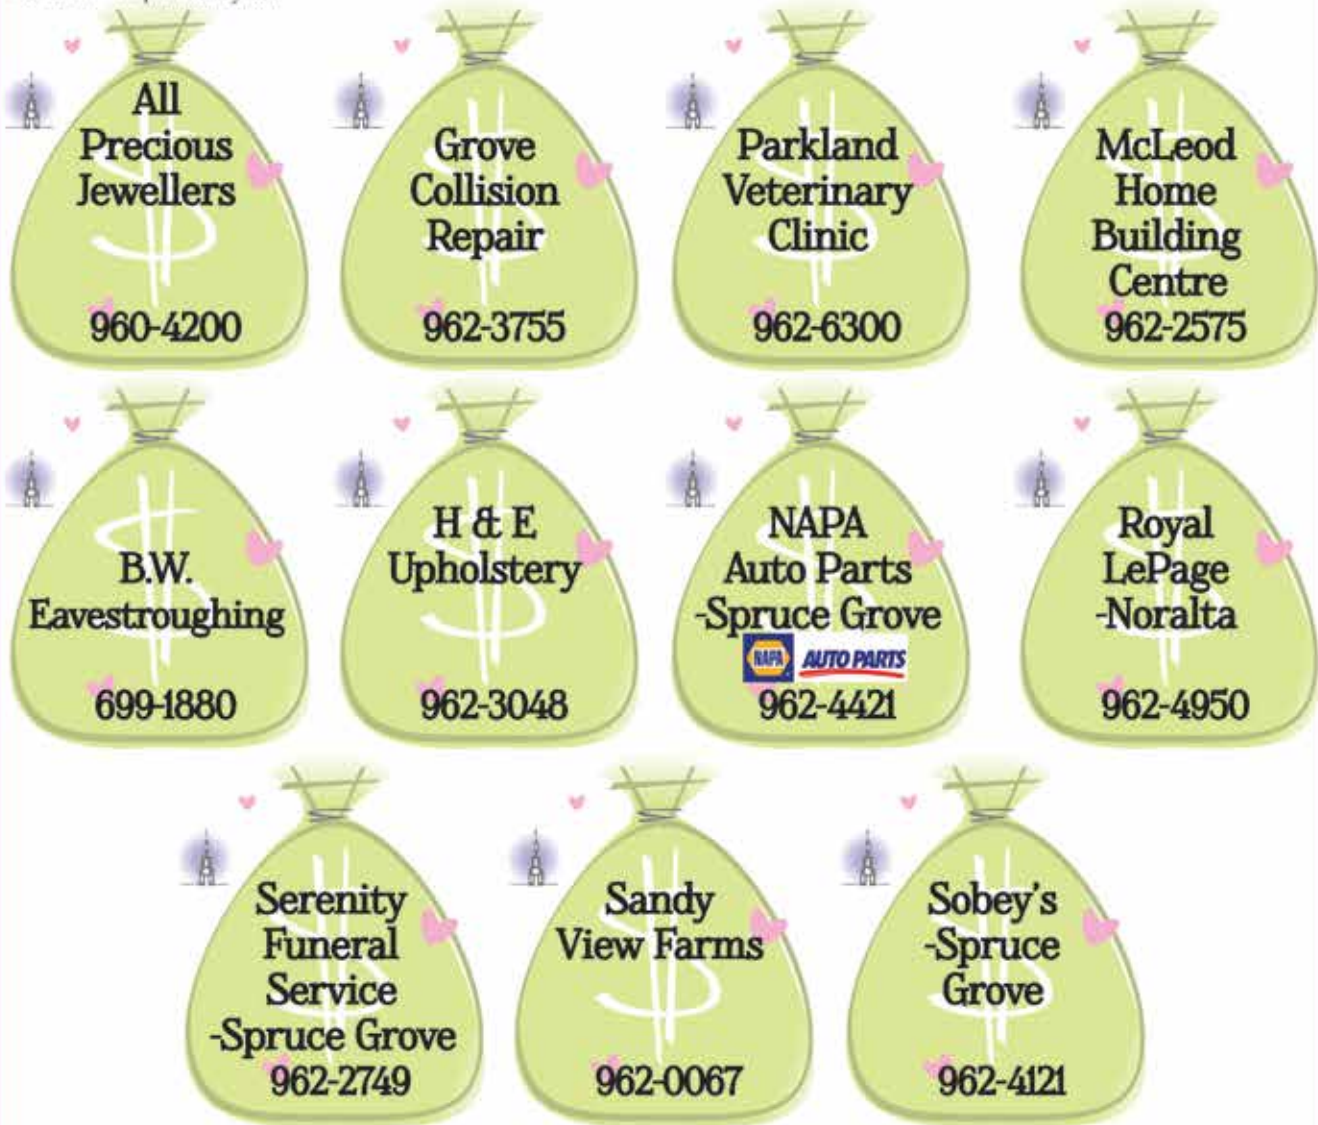 All
Precious
Jewellers
960-4200
Grove
Collision
Repair
962-3755
Parkland
Veterinary
Clinic
962-6300
McLeod
Home
Building
Centre
962-2575
B.W.
Eavestroughing
699-1880
H & E
Upholstery
962-3048
NAPA
Auto Parts
-Spruce Grove
NAPA AUTO PARTS
962-4421
Royal
LePage
-Noralta
962-4950
Serenity
Funeral
Service
-Spruce Grove
962-2749
Sandy
View Farms
962-0067
Sobey's
-Spruce
Grove
962-4121